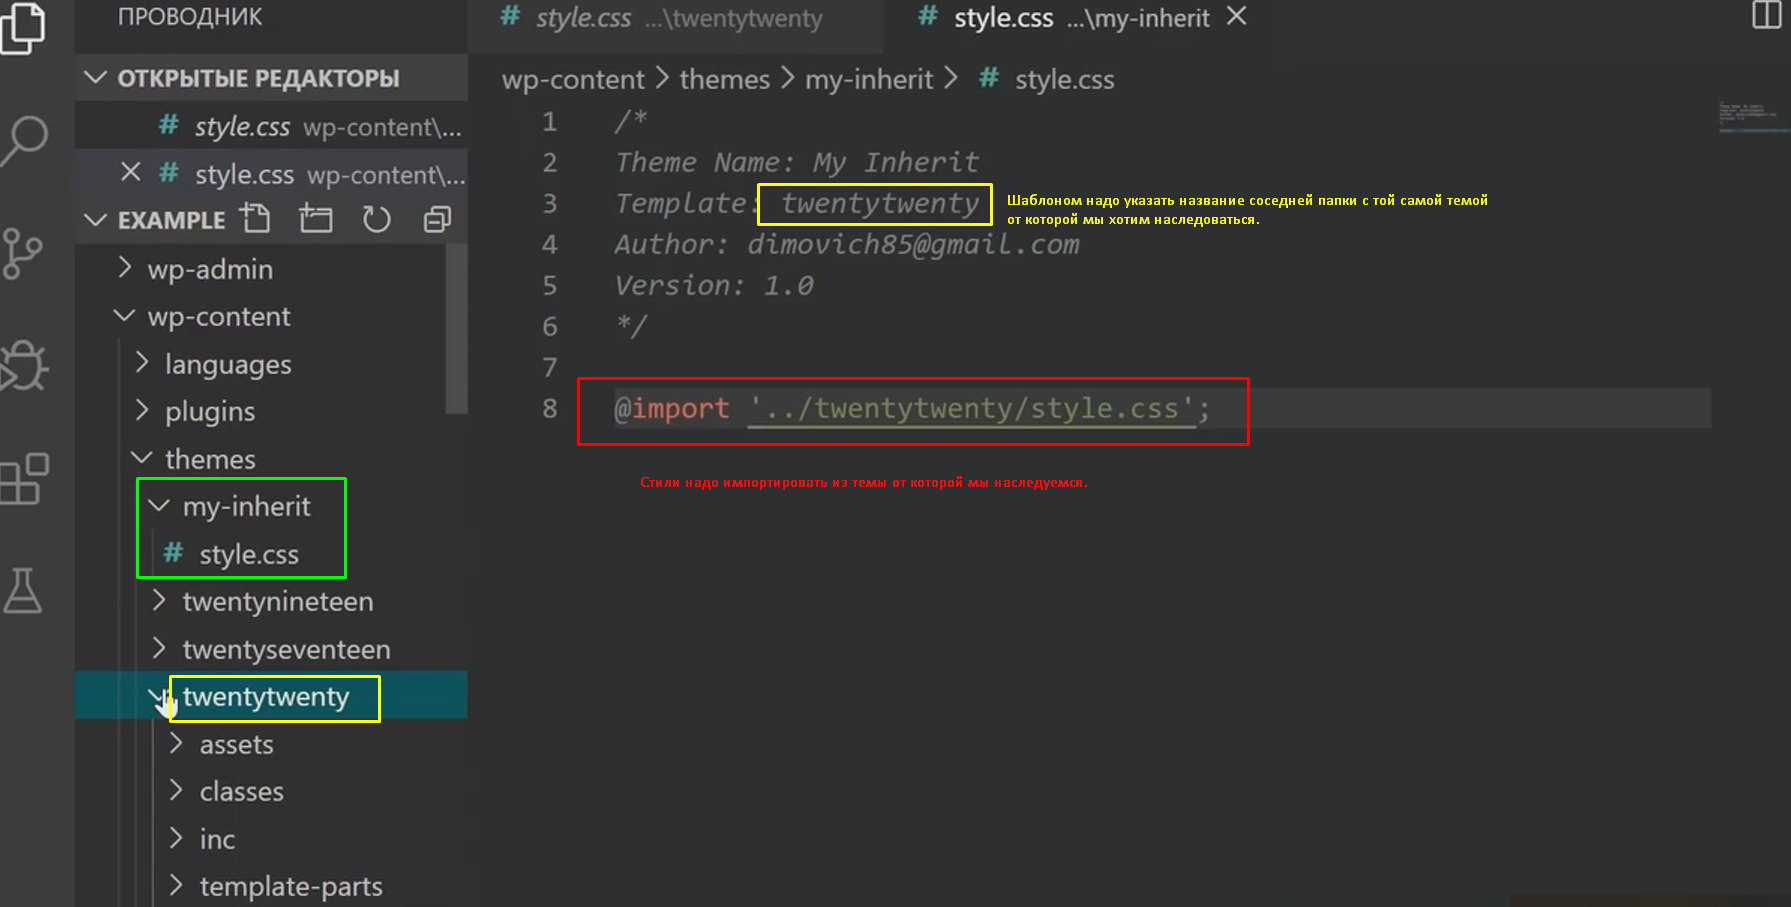 ПРОВОДНИК
ОТКРЫТЫЕ РЕДАКТОРЫ
# style.css wp-content\...
# style.css wp-content\...
EXAMPLE
wp-admin
wp-content
languages
plugins
themes
my-inherit
# style.css
twentynineteen
twentyseventeen
twentytwenty
assets
classes
inc
template-parts
# style.css ...\twentytwenty
# style.css ...\my-inherit
wp-content > themes > my-inherit > # style.css
1 /*
2 Theme Name: My Inherit
3 Template: twentytwenty
Шаблоном надо указать название соседней папки с той самой темой
от которой мы хотим наследоваться.
4 Author: dimovich85@gmail.com
5 Version: 1.0
6 */
7
8 @import '../twentytwenty/style.css';
Стили надо импортировать из темы от которой мы наследуемся.